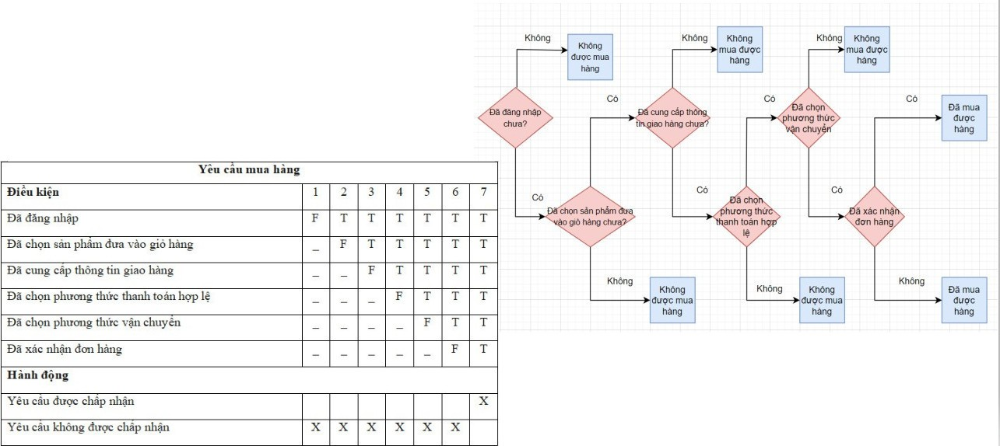 Yêu cầu mua hàng
Điều kiện 1 2 3 4 5 6 7
Đã đăng nhập F T T T T T T
Đã chọn sản phẩm đưa vào giỏ hàng _ F T T T T T
Đã cung cấp thông tin giao hàng _ _ F T T T T
Đã chọn phương thức thanh toán hợp lệ _ _ _ F T T T
Đã chọn phương thức vận chuyển _ _ _ _ F T T
Đã xác nhận đơn hàng _ _ _ _ _ F T
Hành động
Yêu cầu được chấp nhận X
Yêu cầu không được chấp nhận X X X X X X
Đã đăng nhập
chưa?
Không
Không
được mua
hàng
Có
Đã chọn sản phẩm đưa
vào giỏ hàng chưa?
Không
Không
được mua
hàng
Có
Đã cung cấp thông
tin giao hàng chưa?
Không
Không
mua được
hàng
Có
Đã chọn
phương thức
thanh toán hợp
lệ
Không
Không
được mua
hàng
Có
Đã chọn
phương thức
vận chuyển
Không
Không
mua được
hàng
Có
Đã xác nhận
đơn hàng
Không
Đã mua
được
hàng
Có
Đã mua
được
hàng